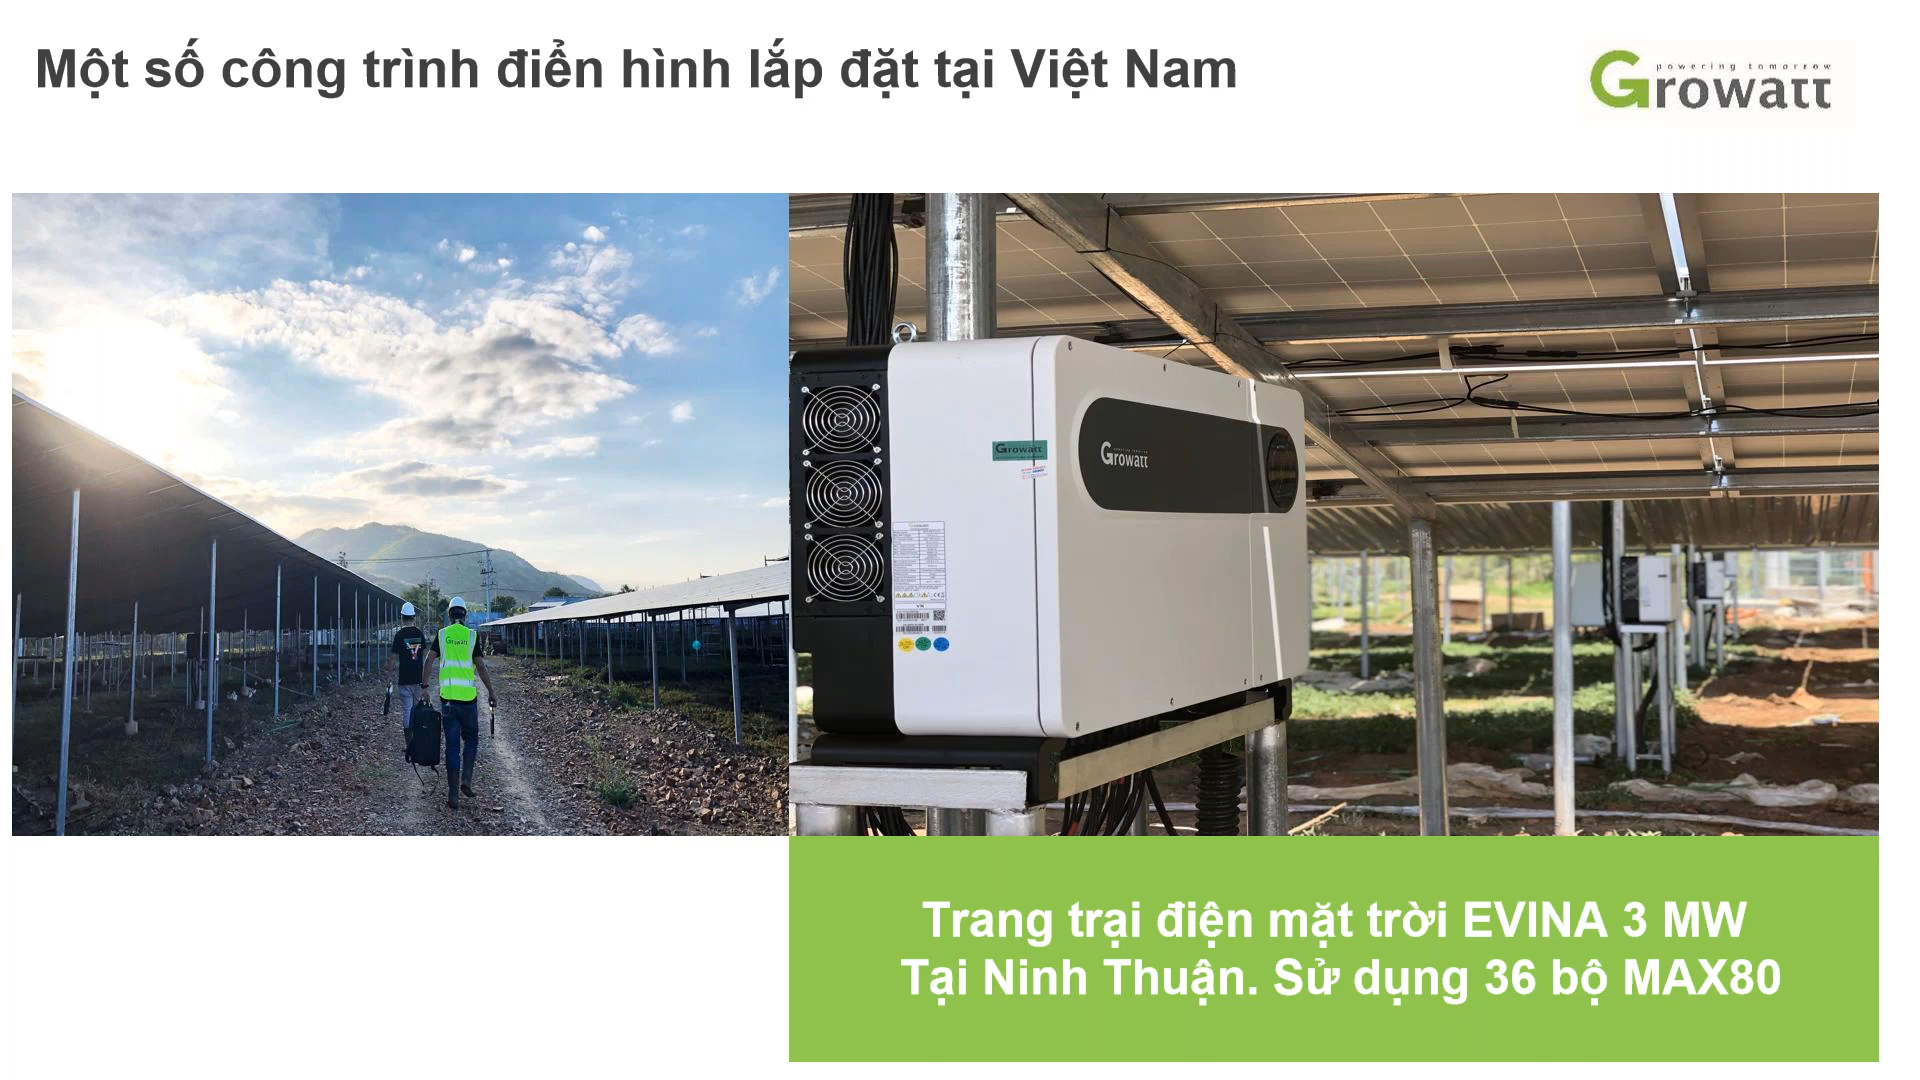 Một số công trình điển hình lắp đặt tại Việt Nam
powering tomorrow
Growatt
Growatt
Growatt
Growatt
Trang trại điện mặt trời EVINA 3 MW
Tại Ninh Thuận. Sử dụng 36 bộ MAX80